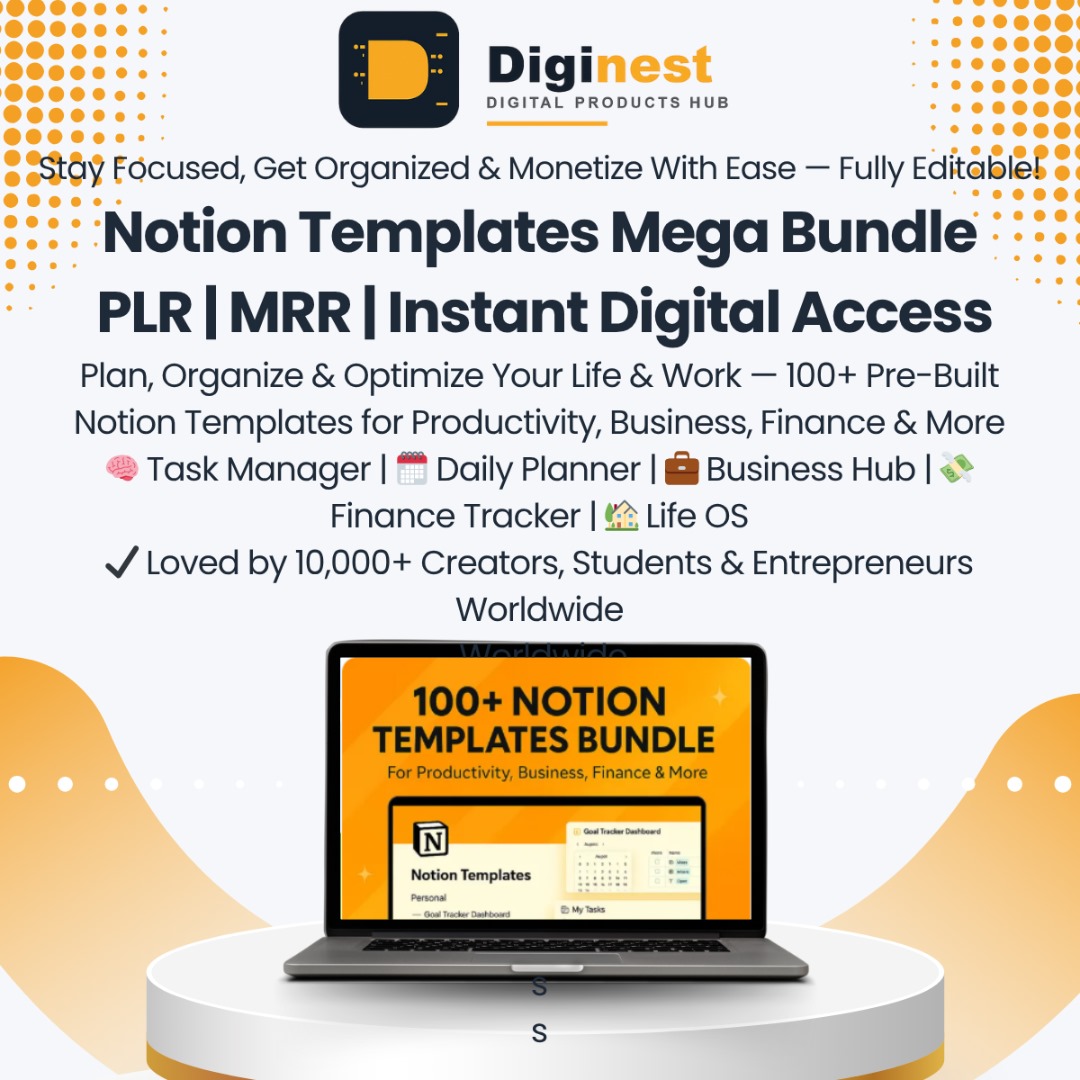 Diginest
DIGITAL PRODUCTS HUB
Stay Focused, Get Organized & Monetize With Ease — Fully Editable!
Notion Templates Mega Bundle
PLR | MRR | Instant Digital Access
Plan, Organize & Optimize Your Life & Work — 100+ Pre-Built
Notion Templates for Productivity, Business, Finance & More
🧠 Task Manager | 🗓️ Daily Planner | 💼 Business Hub | 💸
Finance Tracker | 🏡 Life OS
✔️ Loved by 10,000+ Creators, Students & Entrepreneurs
Worldwide
Worldwide
100+ NOTION
TEMPLATES BUNDLE
For Productivity, Business, Finance & More
N
Notion Templates
Personal
— Goal Tracker Dashboard
Goal Tracker Dashboard
My Tasks
s
s